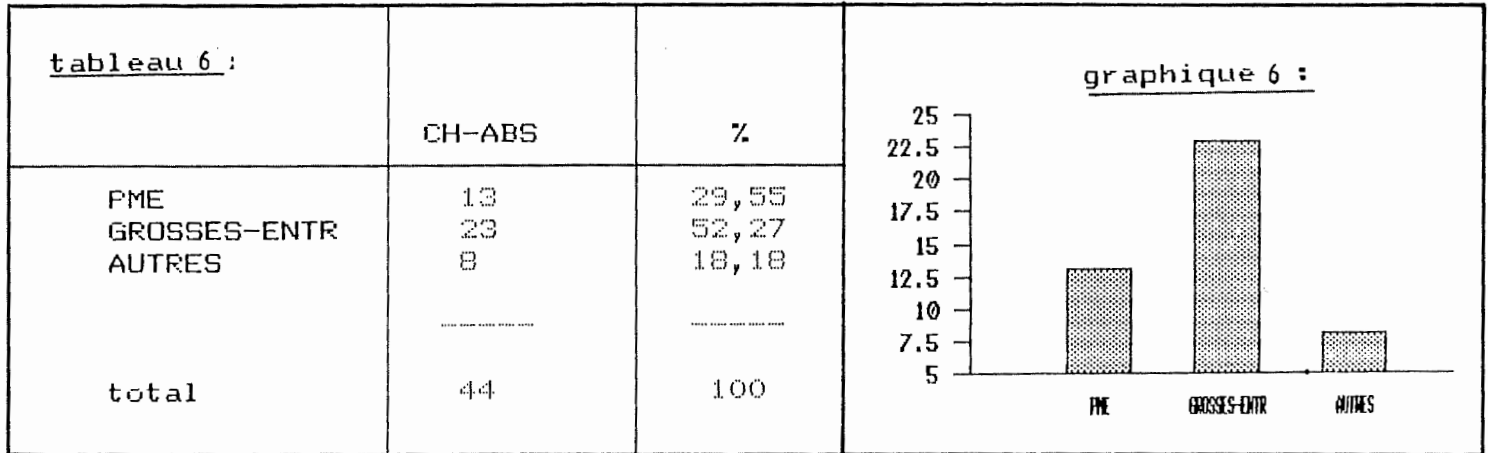 tableau 6 :
CH-ABS %
PME 13 29,55
GROSSES-ENTR 23 52,27
AUTRES 8 18,18
total 44 100
graphique 6 :
25
22.5
20
17.5
15
12.5
10
7.5
5
PME GROSSES-ENTR AUTRES